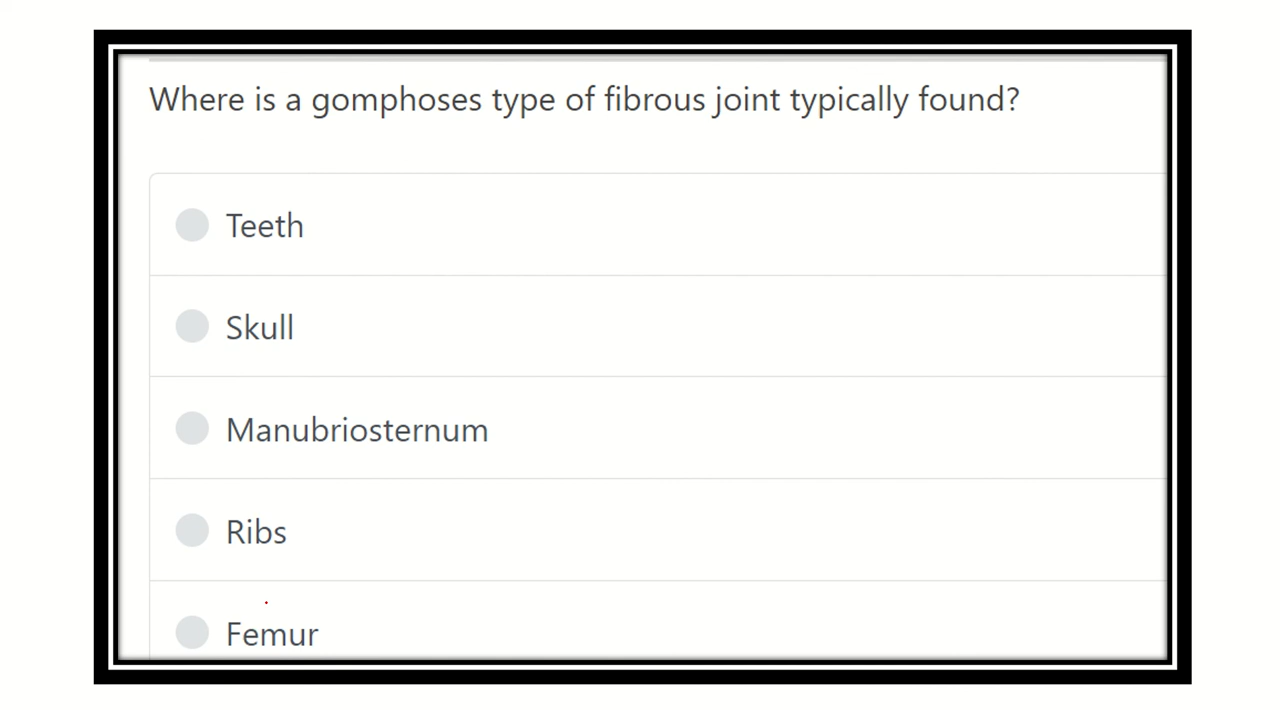 Where is a gomphoses type of fibrous joint typically found?
Teeth
Skull
Manubriosternum
Ribs
Femur